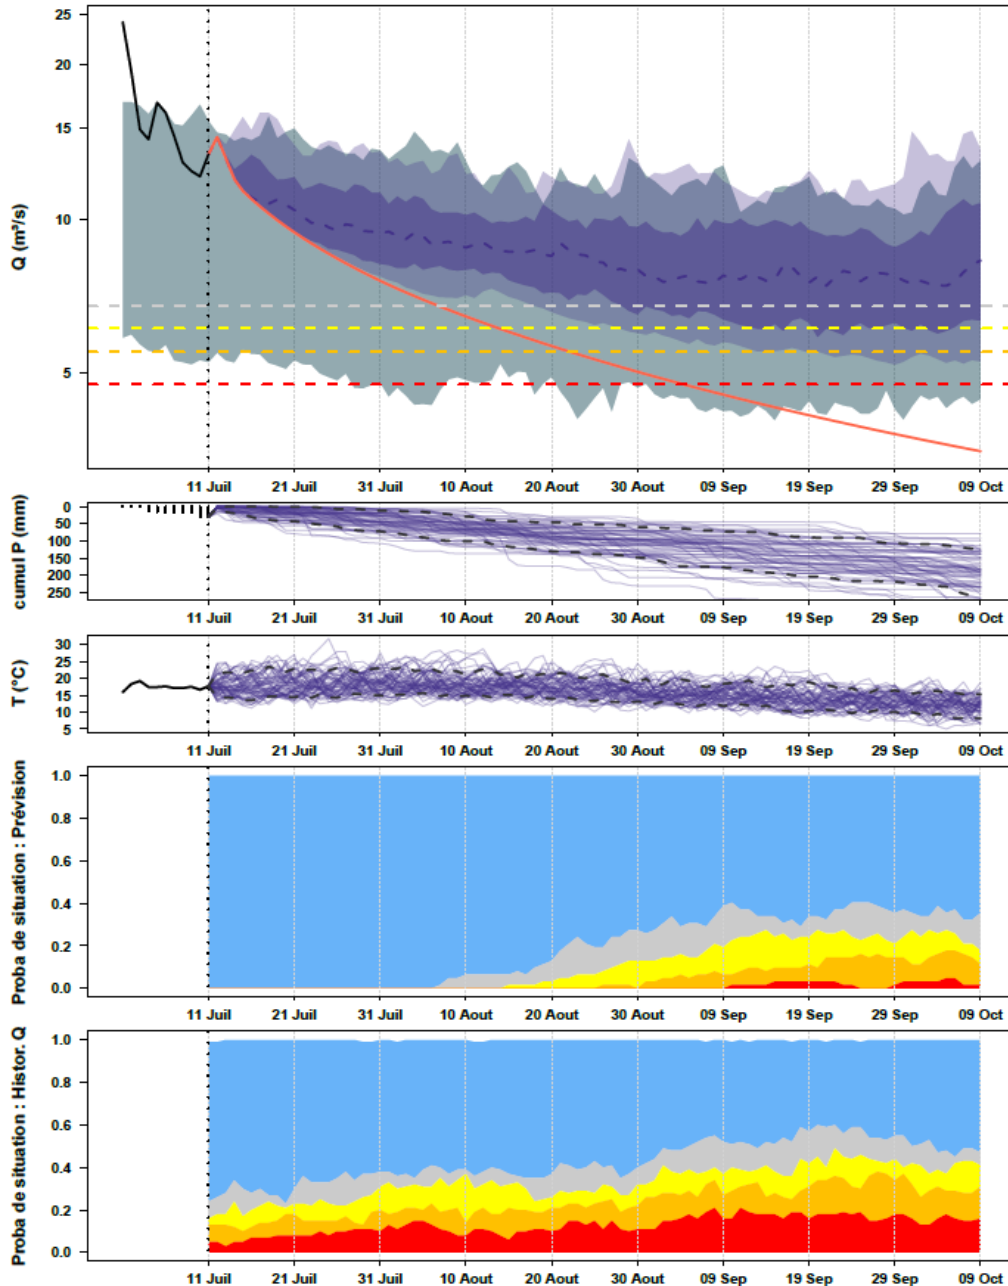 Q (m³/s)
25
20
15
10
5
11 Juil 21 Juil 31 Juil 10 Aout 20 Aout 30 Aout 09 Sep 19 Sep 29 Sep 09 Oct
cumul P (mm)
0
50
100
150
200
250
11 Juil 21 Juil 31 Juil 10 Aout 20 Aout 30 Aout 09 Sep 19 Sep 29 Sep 09 Oct
T (°C)
30
25
20
15
10
5
11 Juil 21 Juil 31 Juil 10 Aout 20 Aout 30 Aout 09 Sep 19 Sep 29 Sep 09 Oct
Proba de situation : Prévision
1.0
0.8
0.6
0.4
0.2
0.0
11 Juil 21 Juil 31 Juil 10 Aout 20 Aout 30 Aout 09 Sep 19 Sep 29 Sep 09 Oct
Proba de situation : Histor. Q
1.0
0.8
0.6
0.4
0.2
0.0
11 Juil 21 Juil 31 Juil 10 Aout 20 Aout 30 Aout 09 Sep 19 Sep 29 Sep 09 Oct